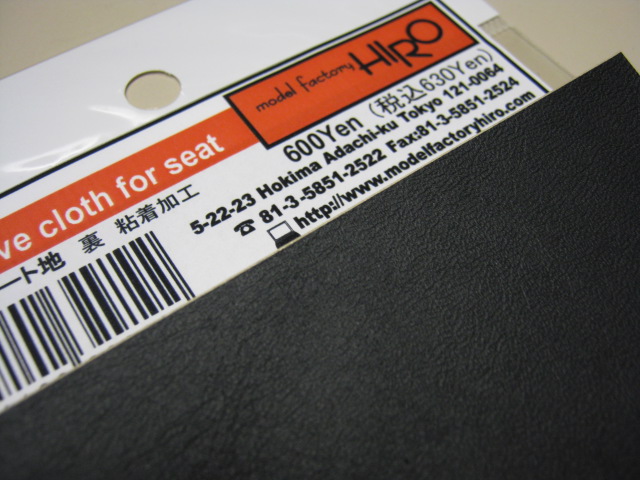 model factory HIRO
600Yen (税込630Yen)
ve cloth for seat
5-22-23 Hokima Adachi-ku Tokyo 121-0064
ート地 裏 粘着加工
☎ 81-3-5851-2522 Fax:81-3-5851-2524
http://www.modelfactoryhiro.com